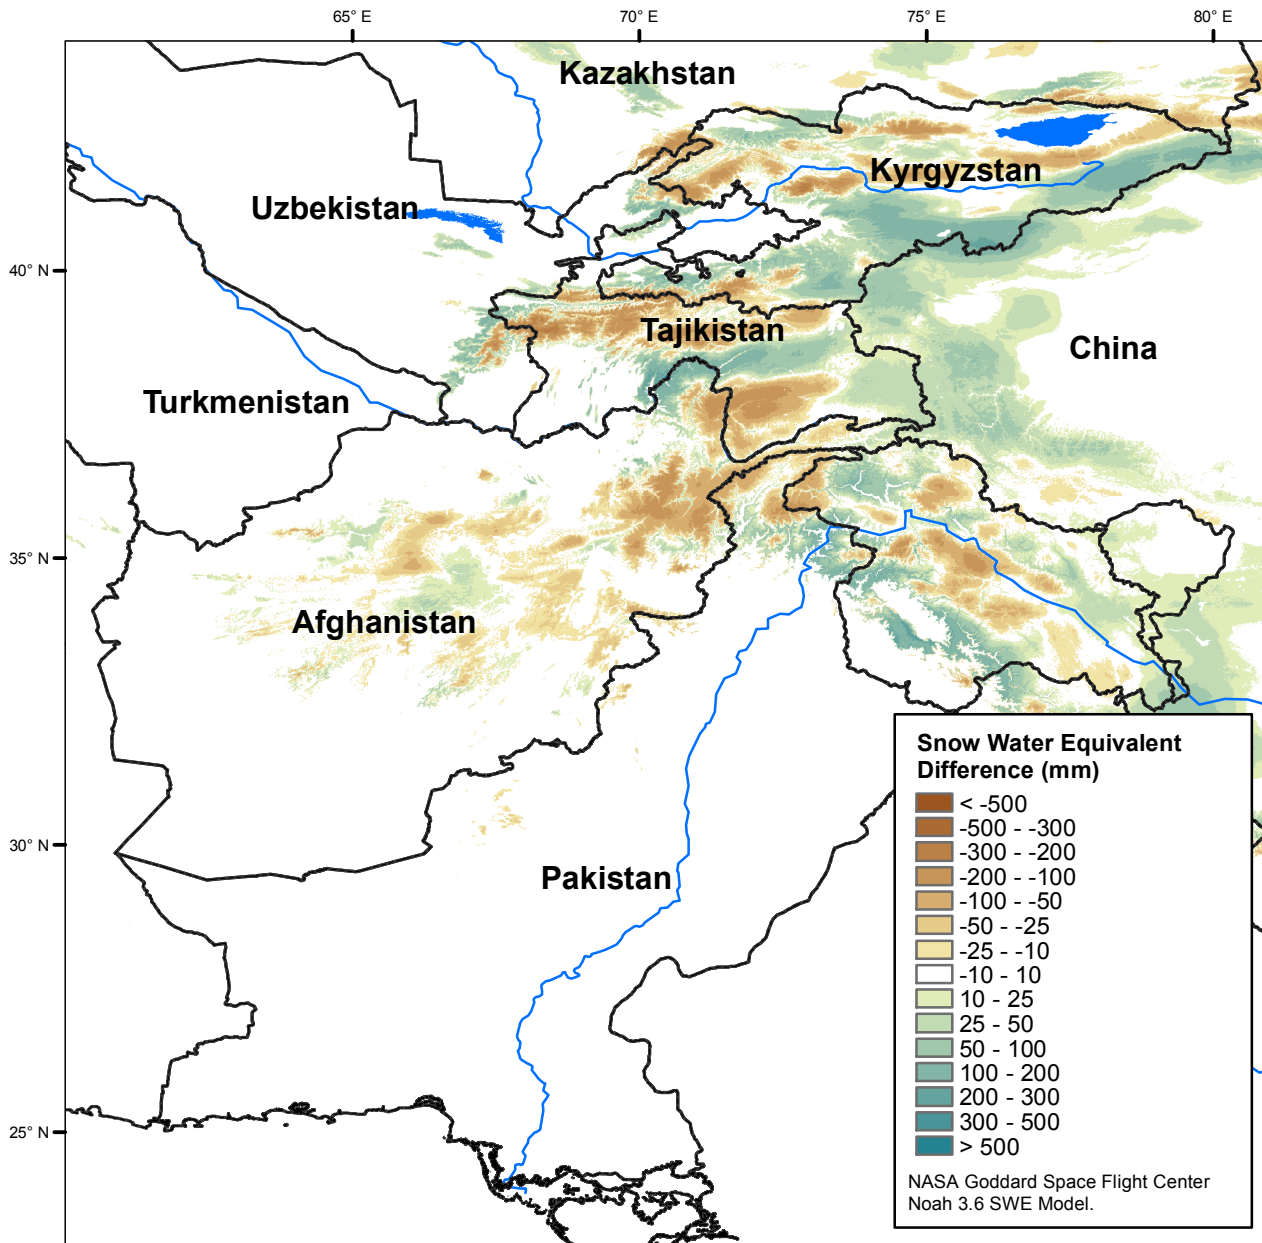 65° E
70° E
75° E
80° E
Kazakhstan
Kyrgyzstan
Uzbekistan
40° N
Tajikistan
China
Turkmenistan
35° N
Afghanistan
Snow Water Equivalent
Difference (mm)
< -500
-500 - -300
-300 - -200
-200 - -100
-100 - -50
-50 - -25
-25 - -10
-10 - 10
10 - 25
25 - 50
50 - 100
100 - 200
200 - 300
300 - 500
> 500
NASA Goddard Space Flight Center
Noah 3.6 SWE Model.
30° N
Pakistan
25° N